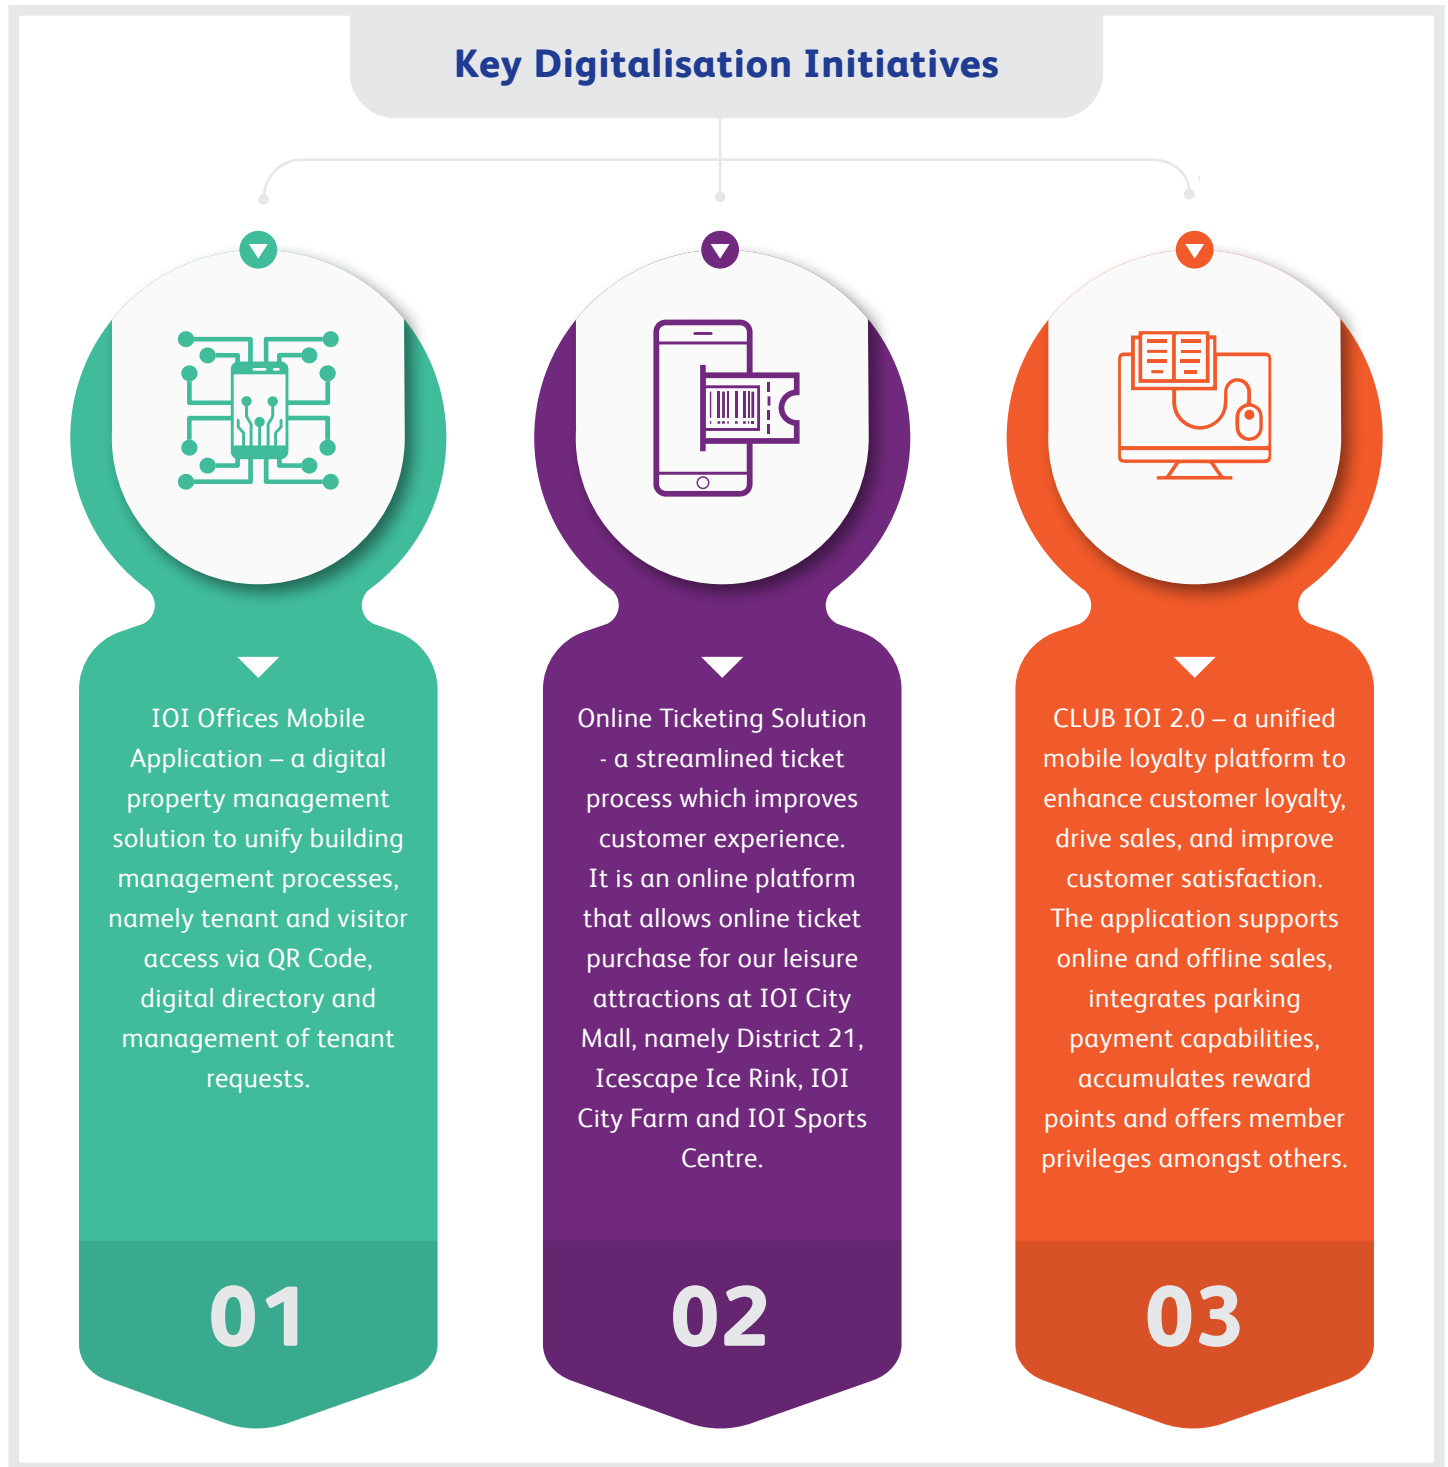 Key Digitalisation Initiatives
IOI Offices Mobile
Application – a digital
property management
solution to unify building
management processes,
namely tenant and visitor
access via QR Code,
digital directory and
management of tenant
requests.
01
Online Ticketing Solution
- a streamlined ticket
process which improves
customer experience.
It is an online platform
that allows online ticket
purchase for our leisure
attractions at IOI City
Mall, namely District 21,
Icescape Ice Rink, IOI
City Farm and IOI Sports
Centre.
02
CLUB IOI 2.0 – a unified
mobile loyalty platform to
enhance customer loyalty,
drive sales, and improve
customer satisfaction.
The application supports
online and offline sales,
integrates parking
payment capabilities,
accumulates reward
points and offers member
privileges amongst others.
03